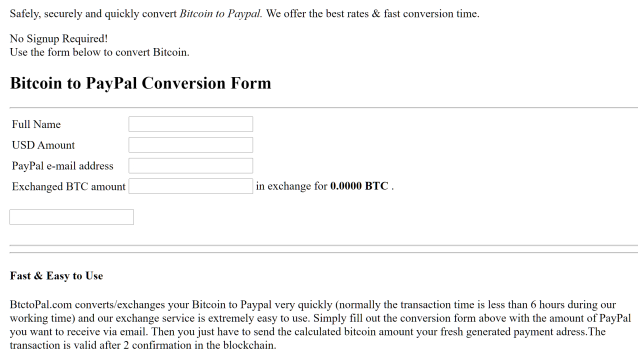 Safely, securely and quickly convert Bitcoin to Paypal. We offer the best rates & fast conversion time.
No Signup Required!
Use the form below to convert Bitcoin.
Bitcoin to PayPal Conversion Form
Full Name
USD Amount
PayPal e-mail address
Exchanged BTC amount in exchange for 0.0000 BTC .
Fast & Easy to Use
BtctoPal.com converts/exchanges your Bitcoin to Paypal very quickly (normally the transaction time is less than 6 hours during our
working time) and our exchange service is extremely easy to use. Simply fill out the conversion form above with the amount of PayPal
you want to receive via email. Then you just have to send the calculated bitcoin amount your fresh generated payment adress.The
transaction is valid after 2 confirmation in the blockchain.